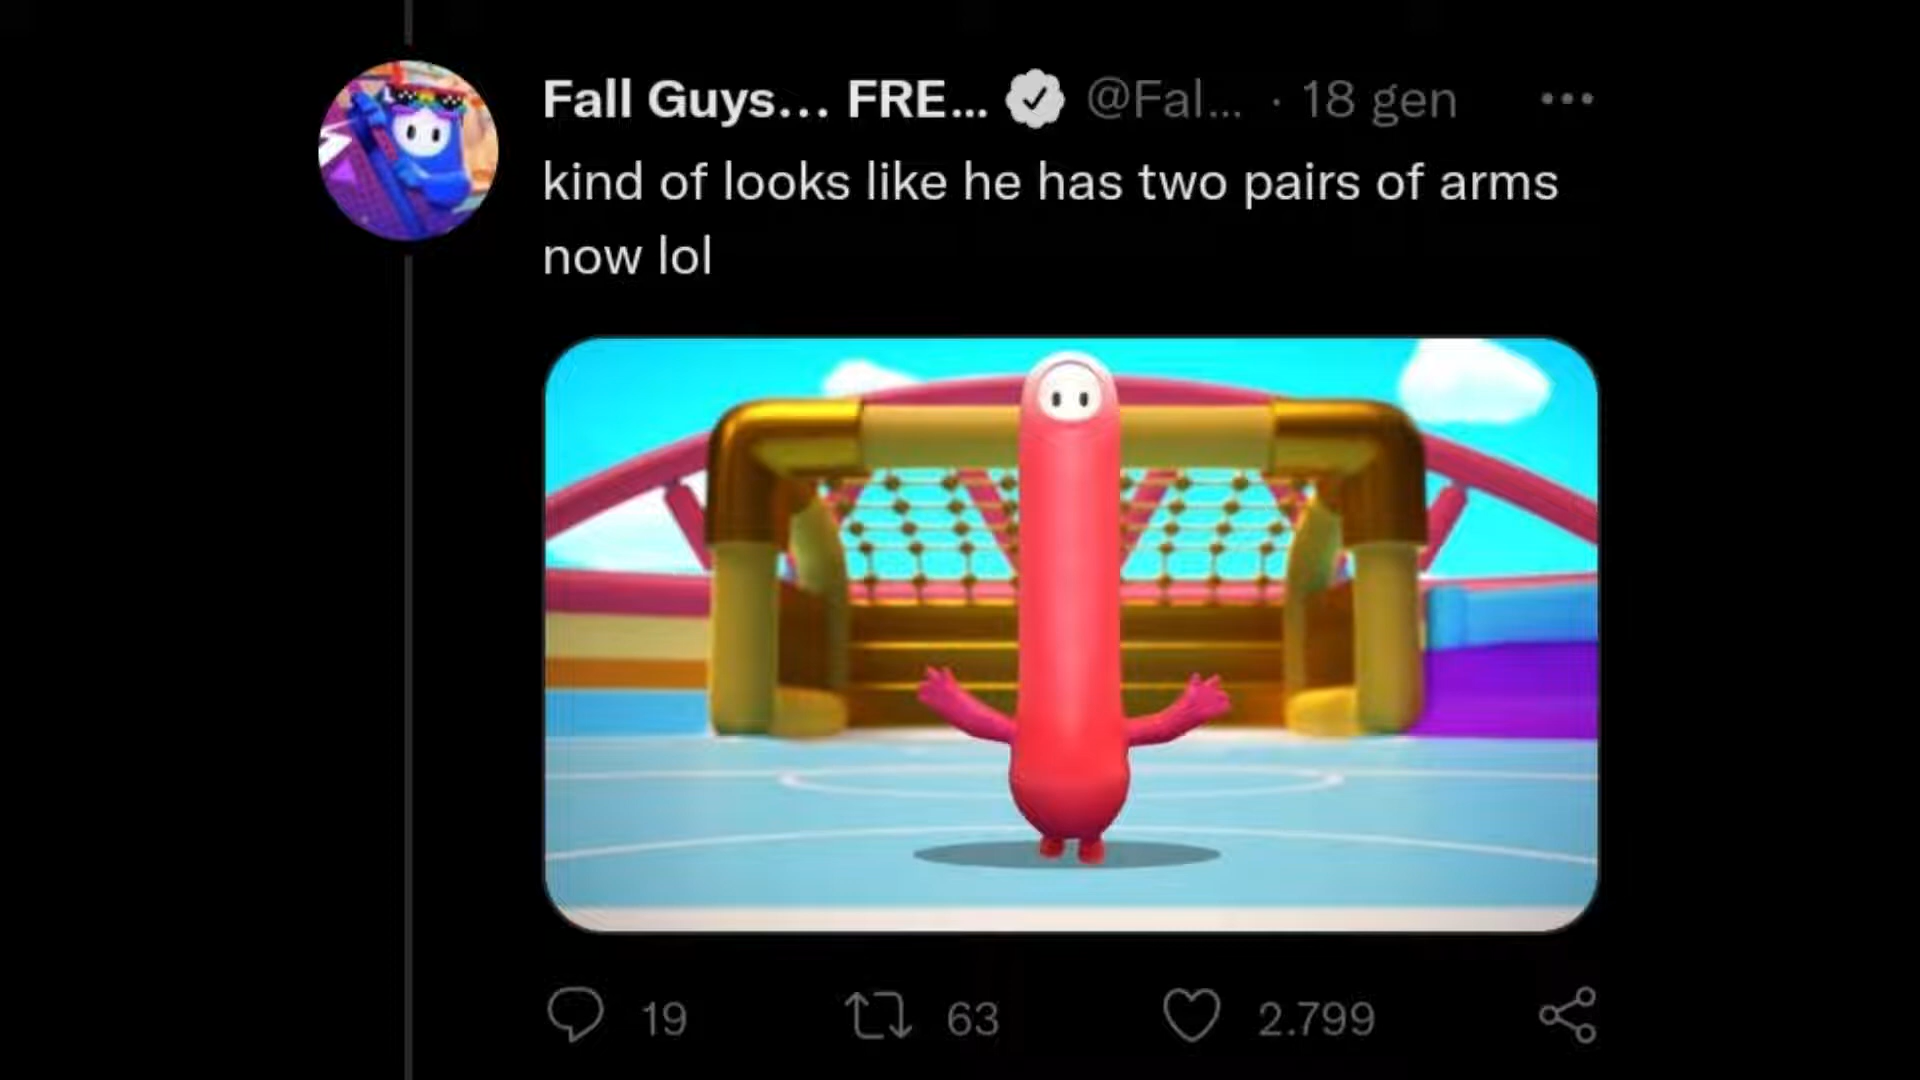 Fall Guys... FRE... @Fal... · 18 gen
kind of looks like he has two pairs of arms
now lol
19 63 2.799